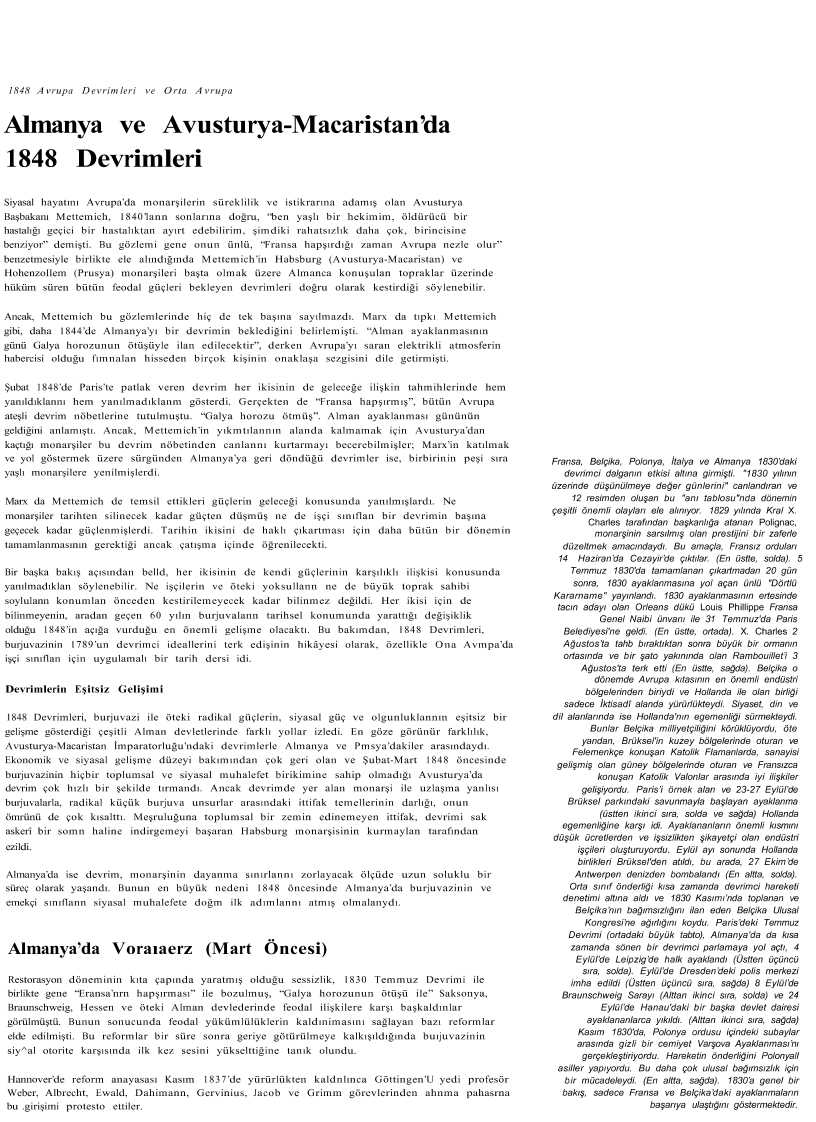 1848 Avrupa Devrimleri ve Orta Avrupa
Almanya ve Avusturya-Macaristan’da
1848 Devrimleri
Siyasal hayatını Avrupa’da monarşilerin süreklilik ve istikrarına adamış olan Avusturya
Başbakanı Mettemich, 1840’lann sonlarına doğru, “ben yaşlı bir hekimim, öldürücü bir
hastalığı geçici bir hastalıktan ayırt edebilirim, şimdiki rahatsızlık daha çok, birincisine
benziyor” demişti. Bu gözlemi gene onun ünlü, “Fransa hapşırdığı zaman Avrupa nezle olur”
benzetmesiyle birlikte ele alındığında Mettemich’in Habsburg (Avusturya-Macaristan) ve
Hohenzollem (Prusya) monarşileri başta olmak üzere Almanca konuşulan topraklar üzerinde
hüküm süren bütün feodal güçleri bekleyen devrimleri doğru olarak kestirdiği söylenebilir.
Ancak, Mettemich bu gözlemlerinde hiç de tek başına sayılmazdı. Marx da tıpkı Mettemich
gibi, daha 1844’de Almanya’yı bir devrimin beklediğini belirlemişti. “Alman ayaklanmasının
günü Galya horozunun ötüşüyle ilan edilecektir”, derken Avrupa’yı saran elektrikli atmosferin
habercisi olduğu fımnalan hisseden birçok kişinin onaklaşa sezgisini dile getirmişti.
Şubat 1848’de Paris’te patlak veren devrim her ikisinin de geleceğe ilişkin tahmihlerinde hem
yanıldıklannı hem yanılmadıklanm gösterdi. Gerçekten de “Fransa hapşırmış”, bütün Avrupa
ateşli devrim nöbetlerine tutulmuştu. “Galya horozu ötmüş”. Alman ayaklanması gününün
geldiğini anlamıştı. Ancak, Mettemich’in yıkmtılannın alanda kalmamak için Avusturya’dan
kaçtığı monarşiler bu devrim nöbetinden canlannı kurtarmayı becerebilmişler; Marx’in katılmak
ve yol göstermek üzere sürgünden Almanya’ya geri döndüğü devrimler ise, birbirinin peşi sıra
yaşlı monarşilere yenilmişlerdi.
Marx da Mettemich de temsil ettikleri güçlerin geleceği konusunda yanılmışlardı. Ne
monarşiler tarihten silinecek kadar güçten düşmüş ne de işçi sınıflan bir devrimin başına
geçecek kadar güçlenmişlerdi. Tarihin ikisini de haklı çıkartması için daha bütün bir dönemin
tamamlanmasının gerektiği ancak çatışma içinde öğrenilecekti.
Bir başka bakış açısından belld, her ikisinin de kendi güçlerinin karşılıklı ilişkisi konusunda
yanılmadıklan söylenebilir. Ne işçilerin ve öteki yoksullann ne de büyük toprak sahibi
soylulann konumlan önceden kestirilemeyecek kadar bilinmez değildi. Her ikisi için de
bilinmeyenin, aradan geçen 60 yılın burjuvalann tarihsel konumunda yarattığı değişiklik
olduğu 1848’in açığa vurduğu en önemli gelişme olacaktı. Bu bakımdan, 1848 Devrimleri,
burjuvazinin 1789’un devrimci ideallerini terk edişinin hikâyesi olarak, özellikle Ona Avmpa’da
işçi sınıflan için uygulamalı bir tarih dersi idi.
Devrimlerin Eşitsiz Gelişimi
1848 Devrimleri, burjuvazi ile öteki radikal güçlerin, siyasal güç ve olgunluklannın eşitsiz bir
gelişme gösterdiği çeşitli Alman devletlerinde farklı yollar izledi. En göze görünür farklılık,
Avusturya-Macaristan İmparatorluğu’ndaki devrimlerle Almanya ve Pmsya’dakiler arasındaydı.
Ekonomik ve siyasal gelişme düzeyi bakımından çok geri olan ve Şubat-Mart 1848 öncesinde
burjuvazinin hiçbir toplumsal ve siyasal muhalefet birikimine sahip olmadığı Avusturya’da
devrim çok hızlı bir şekilde tırmandı. Ancak devrimde yer alan monarşi ile uzlaşma yanlısı
burjuvalarla, radikal küçük burjuva unsurlar arasındaki ittifak temellerinin darlığı, onun
ömrünü de çok kısalttı. Meşruluğuna toplumsal bir zemin edinemeyen ittifak, devrimi sak
askerî bir somn haline indirgemeyi başaran Habsburg monarşisinin kurmaylan tarafından
ezildi.
Almanya’da ise devrim, monarşinin dayanma sınırlannı zorlayacak ölçüde uzun soluklu bir
süreç olarak yaşandı. Bunun en büyük nedeni 1848 öncesinde Almanya’da burjuvazinin ve
emekçi sınıflann siyasal muhalefete doğm ilk adımlannı atmış olmalanydı.
Almanya’da Voraıaerz (Mart Öncesi)
Restorasyon döneminin kıta çapında yaratmış olduğu sessizlik, 1830 Temmuz Devrimi ile
birlikte gene “Eransa’nrn hapşırması” ile bozulmuş, “Galya horozunun ötüşü ile” Saksonya,
Braunschweig, Hessen ve öteki Alman devlederinde feodal ilişkilere karşı başkaldınlar
görülmüştü. Bunun sonucunda feodal yükümlülüklerin kaldınimasını sağlayan bazı reformlar
elde edilmişti. Bu reformlar bir süre sonra geriye götürülmeye kalkışıldığında buıjuvazinin
siy^al otorite karşısında ilk kez sesini yükselttiğine tanık olundu.
Hannover’de reform anayasası Kasım 1837’de yürürlükten kaldnlınca Göttingen’U yedi profesör
Weber, Albrecht, Ewald, Dahimann, Gervinius, Jacob ve Grimm görevlerinden ahnma pahasrna
bu .girişimi protesto ettiler.
Fransa, Belçika, Polonya, İtalya ve Almanya 1830'daki
devrimci dalganın etkisi altına girmişti. "1830 yılının
üzerinde düşünülmeye değer günlerini" canlandıran ve
12 resimden oluşan bu "anı tablosu"nda dönemin
çeşitli önemli olayları ele alınıyor. 1829 yılında Kral X.
Charles tarafından başkanlığa atanan Polignac,
monarşinin sarsılmış olan prestijini bir zaferle
düzeltmek amacındaydı. Bu amaçla, Fransız orduları
14 Haziran'da Cezayir'de çıktılar. (En üstte, solda). 5
Temmuz 1830'da tamamlanan çıkartmadan 20 gün
sonra, 1830 ayaklanmasına yol açan ünlü "Dörtlü
Kararname" yayınlandı. 1830 ayaklanmasının ertesinde
tacın adayı olan Orleans dükü Louis Phillippe Fransa
Genel Naibi ünvanı ile 31 Temmuz'da Paris
Belediyesi'ne geldi. (En üstte, ortada). X. Charles 2
Ağustos'ta tahb bıraktıktan sonra büyük bir ormanın
ortasında ve bir şato yakınında olan Rambouillet'i 3
Ağustos'ta terk etti (En üstte, sağda). Belçika o
dönemde Avrupa kıtasının en önemli endüstri
bölgelerinden biriydi ve Hollanda ile olan birliği
sadece İktisadî alanda yürürlükteydi. Siyaset, din ve
dil alanlarında ise Hollanda'nın egemenliği sürmekteydi.
Bunlar Belçika milliyetçiliğini körüklüyordu, öte
yandan, Brüksel'in kuzey bölgelerinde oturan ve
Felemenkçe konuşan Katolik Flamanlarda, sanayisi
gelişmiş olan güney bölgelerinde oturan ve Fransızca
konuşan Katolik Valonlar arasında iyi ilişkiler
gelişiyordu. Paris'i örnek alan ve 23-27 Eylül'de
Brüksel parkındaki savunmayla başlayan ayaklanma
(üstten ikinci sıra, solda ve sağda) Hollanda
egemenliğine karşı idi. Ayaklananların önemli kısmını
düşük ücretlerden ve işsizlikten şikayetçi olan endüstri
işçileri oluşturuyordu. Eylül ayı sonunda Hollanda
birlikleri Brüksel'den atıldı, bu arada, 27 Ekim'de
Antwerpen denizden bombalandı (En altta, solda).
Orta sınıf önderliği kısa zamanda devrimci hareketi
denetimi altına aldı ve 1830 Kasımı'nda toplanan ve
Belçika'nın bağımsızlığını ilan eden Belçika Ulusal
Kongresi'ne ağırlığını koydu. Paris'deki Temmuz
Devrimi (ortadaki büyük tabto), Almanya'da da kısa
zamanda sönen bir devrimci parlamaya yol açtı, 4
Eylül'de Leipzig'de halk ayaklandı (Üstten üçüncü
sıra, solda). Eylül'de Dresden'deki polis merkezi
imha edildi (Üstten üçüncü sıra, sağda) 8 Eylül'de
Braunschweig Sarayı (Alttan ikinci sıra, solda) ve 24
Eylül'de Hanau'daki bir başka devlet dairesi
ayaklananlarca yıkıldı. (Alttan ikinci sıra, sağda)
Kasım 1830'da, Polonya ordusu içindeki subaylar
arasında gizli bir cemiyet Varşova Ayaklanması'nı
gerçekleştiriyordu. Hareketin önderliğini Polonyalı
asiller yapıyordu. Bu daha çok ulusal bağımsızlık için
bir mücadeleydi. (En altta, sağda). 1830'a genel bir
bakış, sadece Fransa ve Belçika'daki ayaklanmaların
başarıya ulaştığını göstermektedir.